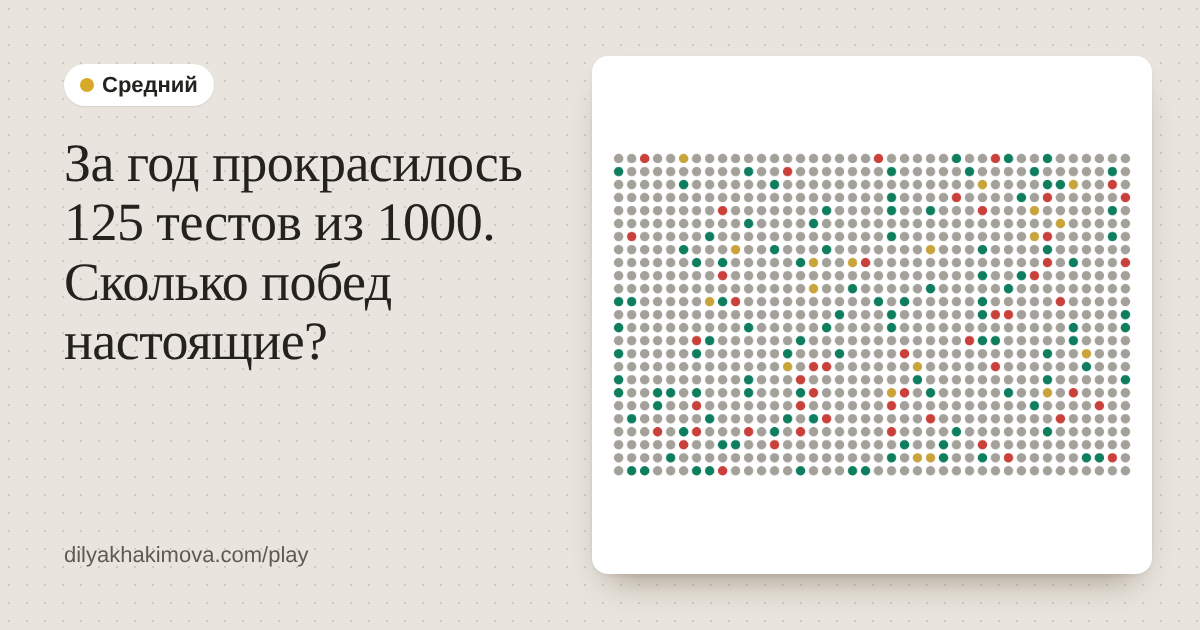 Средний
За год прокрасилось
125 тестов из 1000.
Сколько побед
настоящие?
dilyakhakimova.com/play